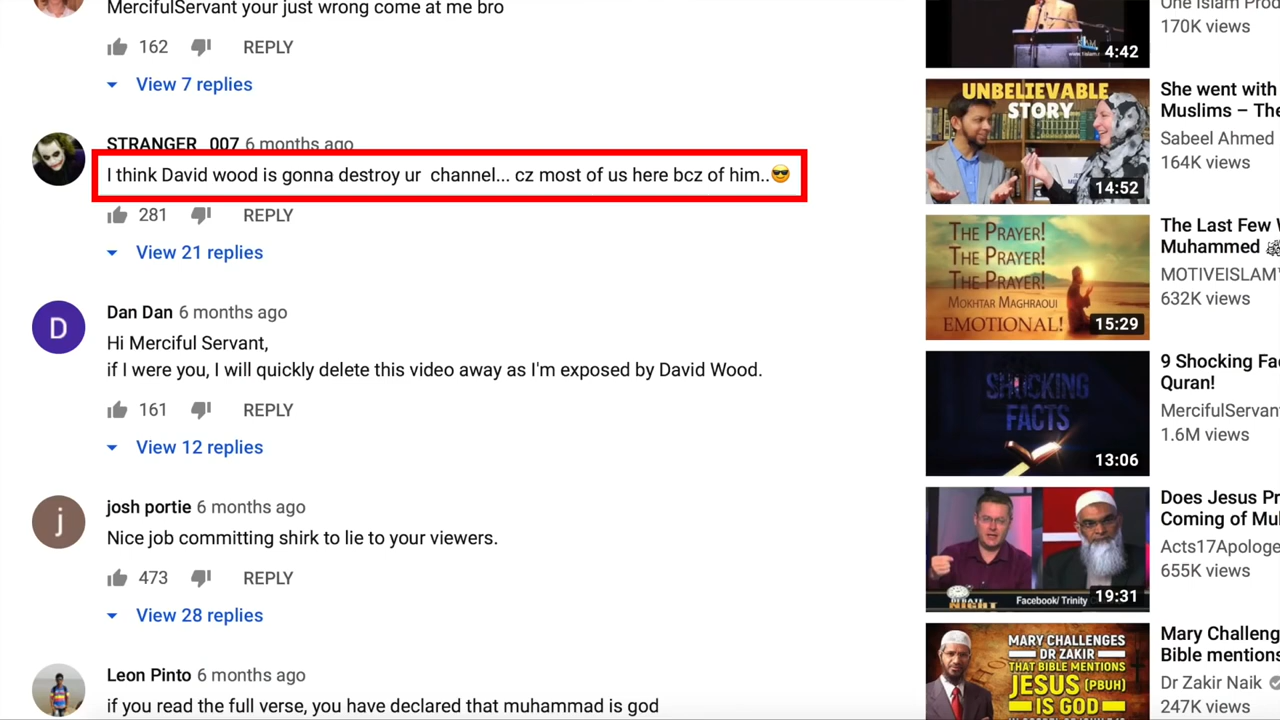 MercifulServant your just wrong come at me bro
162 REPLY
View 7 replies
STRANGER_007 6 months ago
I think David wood is gonna destroy ur channel... cz most of us here bcz of him..😎
281 REPLY
View 21 replies
D
Dan Dan 6 months ago
Hi Merciful Servant,
if I were you, I will quickly delete this video away as I'm exposed by David Wood.
161 REPLY
View 12 replies
j
josh portie 6 months ago
Nice job committing shirk to lie to your viewers.
473 REPLY
View 28 replies
Leon Pinto 6 months ago
if you read the full verse, you have declared that muhammad is god
One Islam Prod
170K views
4:42
UNBELIEVABLE
STORY
14:52
She went with
Muslims – The
Sabeel Ahmed
164K views
THE PRAYER!
THE PRAYER!
THE PRAYER!
MOKHTAR MAGHRAOUI
EMOTIONAL!
15:29
The Last Few
Muhammed ﷺ
MOTIVEISLAM
632K views
SHOCKING
FACTS
13:06
9 Shocking Fa
Quran!
MercifulServant
1.6M views
DEBATE
NIGHT
Facebook/ Trinity
19:31
Does Jesus Pr
Coming of Mu
Acts17Apologe
655K views
MARY CHALLENGES
DR ZAKIR
THAT BIBLE MENTIONS
JESUS (PBUH)
IS GOD
Mary Challeng
Bible mentions
Dr Zakir Naik
247K views